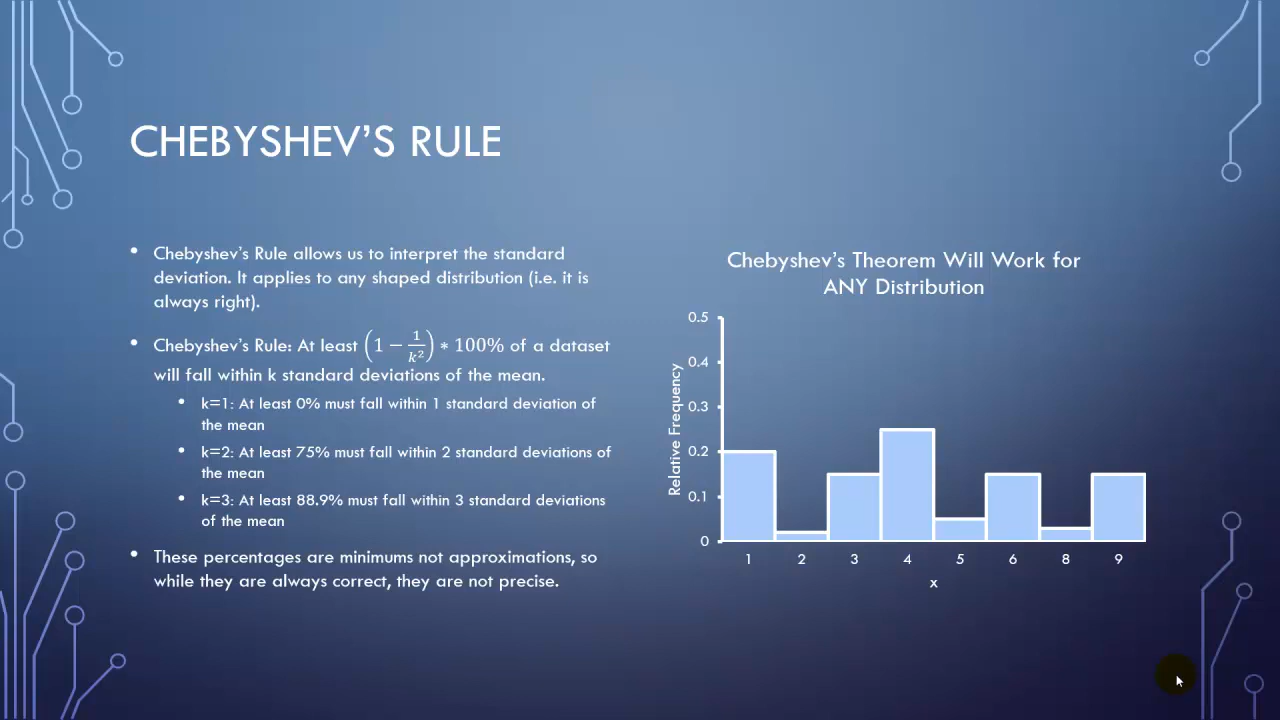 CHEBYSHEV'S RULE
• Chebyshev's Rule allows us to interpret the standard
deviation. It applies to any shaped distribution (i.e. it is
always right).
• Chebyshev's Rule: At least (1 − 1/k²) * 100% of a dataset
will fall within k standard deviations of the mean.
• k=1: At least 0% must fall within 1 standard deviation of
the mean
• k=2: At least 75% must fall within 2 standard deviations of
the mean
• k=3: At least 88.9% must fall within 3 standard deviations
of the mean
• These percentages are minimums not approximations, so
while they are always correct, they are not precise.
Chebyshev's Theorem Will Work for
ANY Distribution
Relative Frequency
0.5
0.4
0.3
0.2
0.1
0
1 2 3 4 5 6 8 9
x